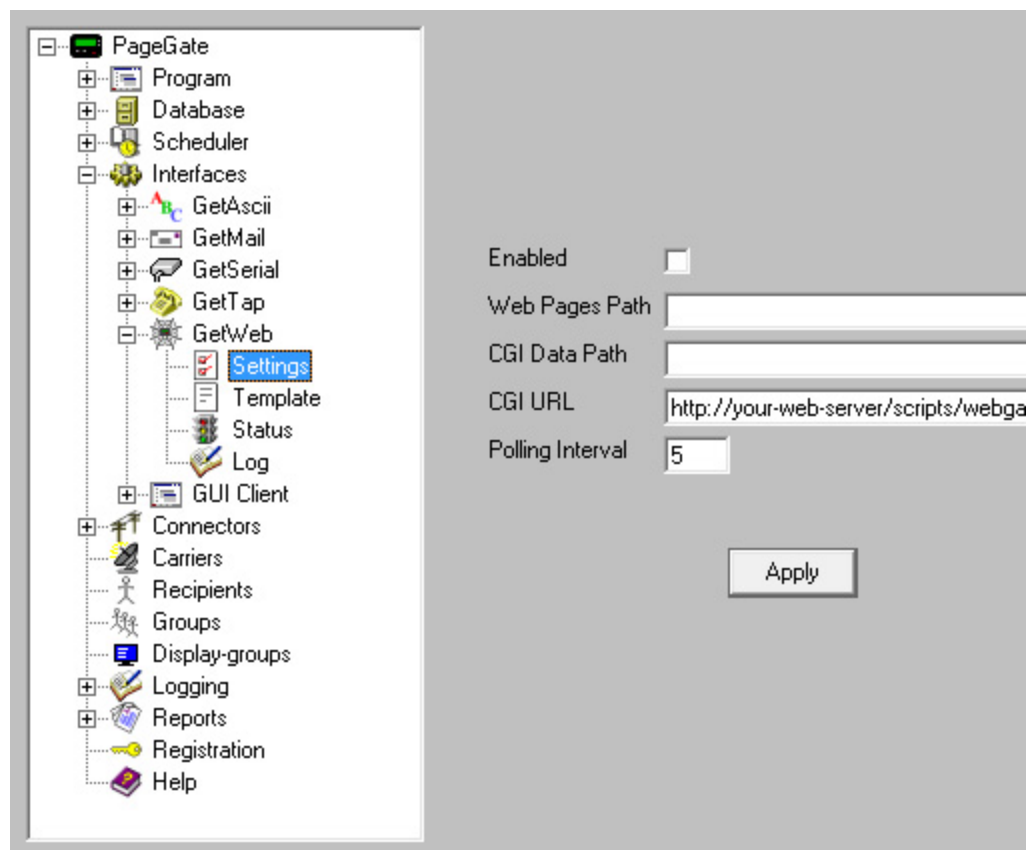 PageGate
Program
Database
Scheduler
Interfaces
GetAscii
GetMail
GetSerial
GetTap
GetWeb
Settings
Template
Status
Log
GUI Client
Connectors
Carriers
Recipients
Groups
Display-groups
Logging
Reports
Registration
Help
Enabled
Web Pages Path
CGI Data Path
CGI URL http://your-web-server/scripts/webga
Polling Interval 5
Apply